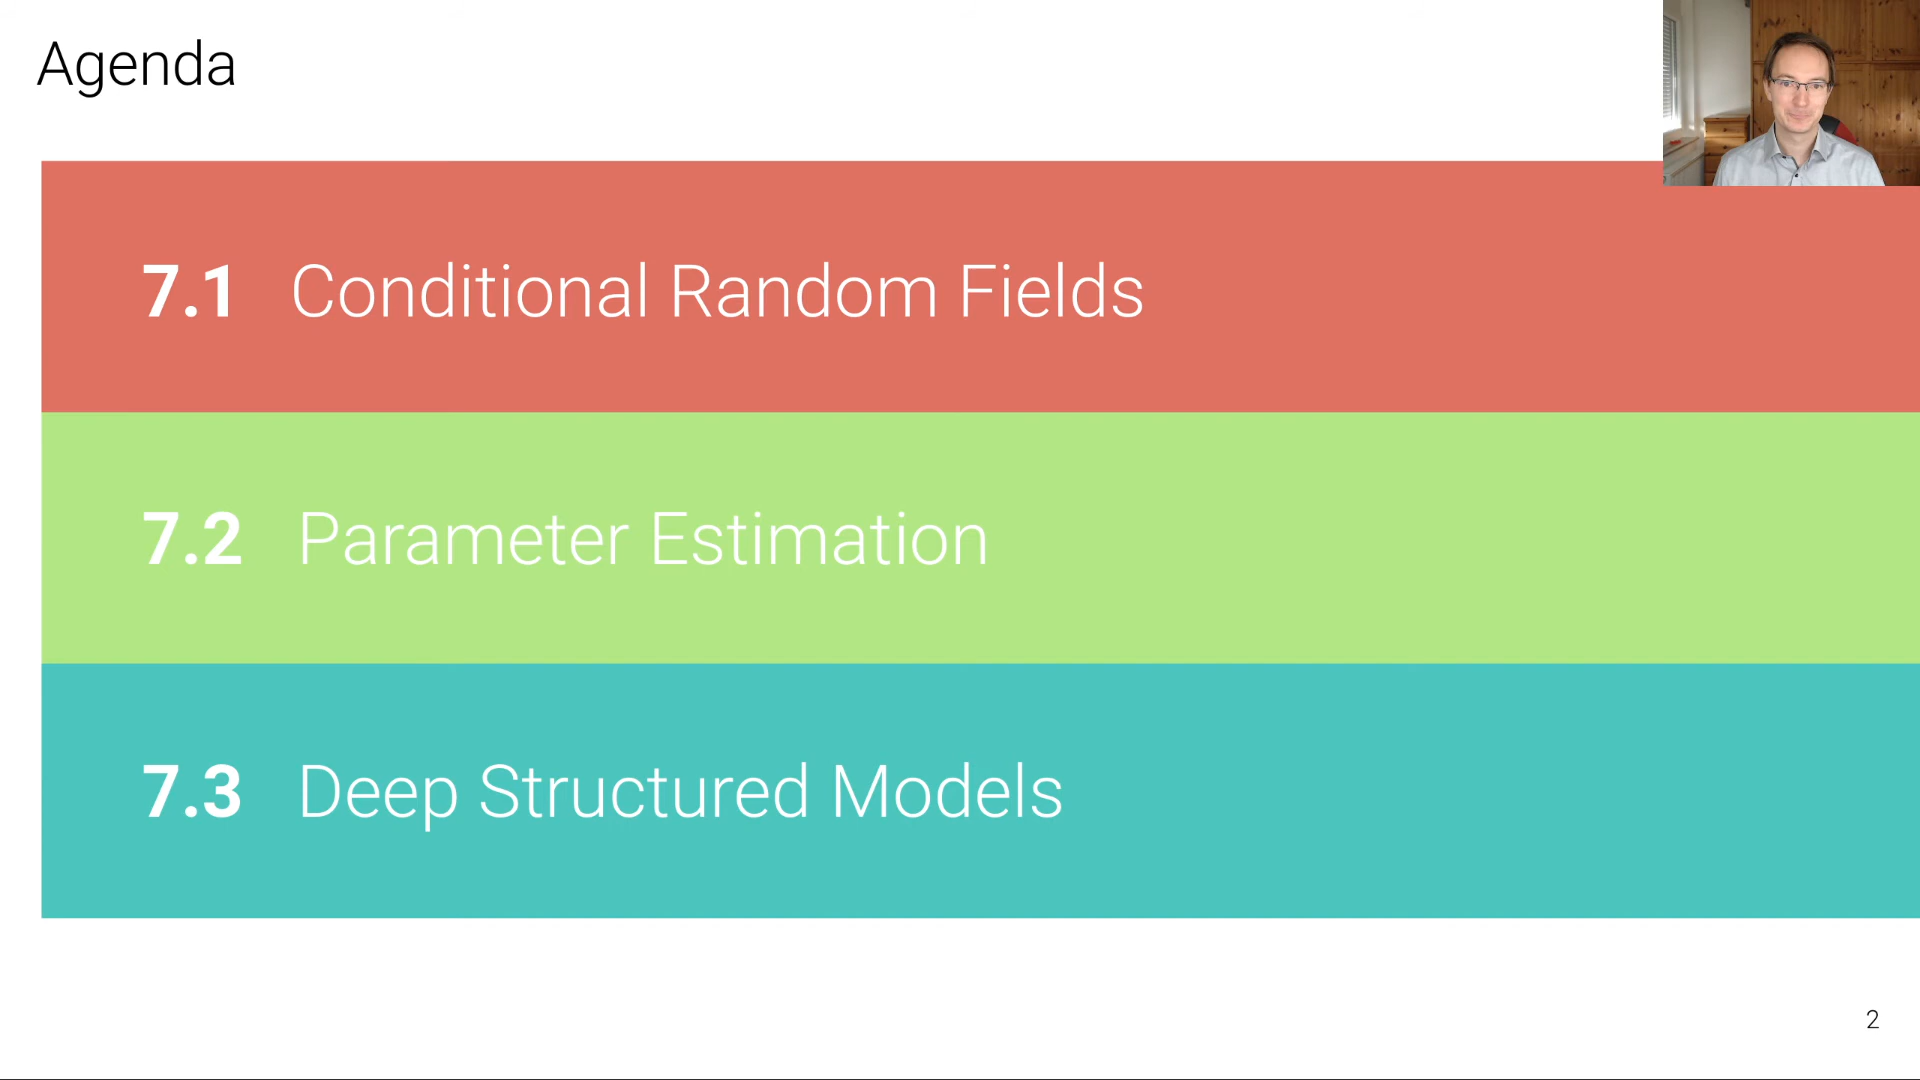 Agenda
7.1 Conditional Random Fields
7.2 Parameter Estimation
7.3 Deep Structured Models
2